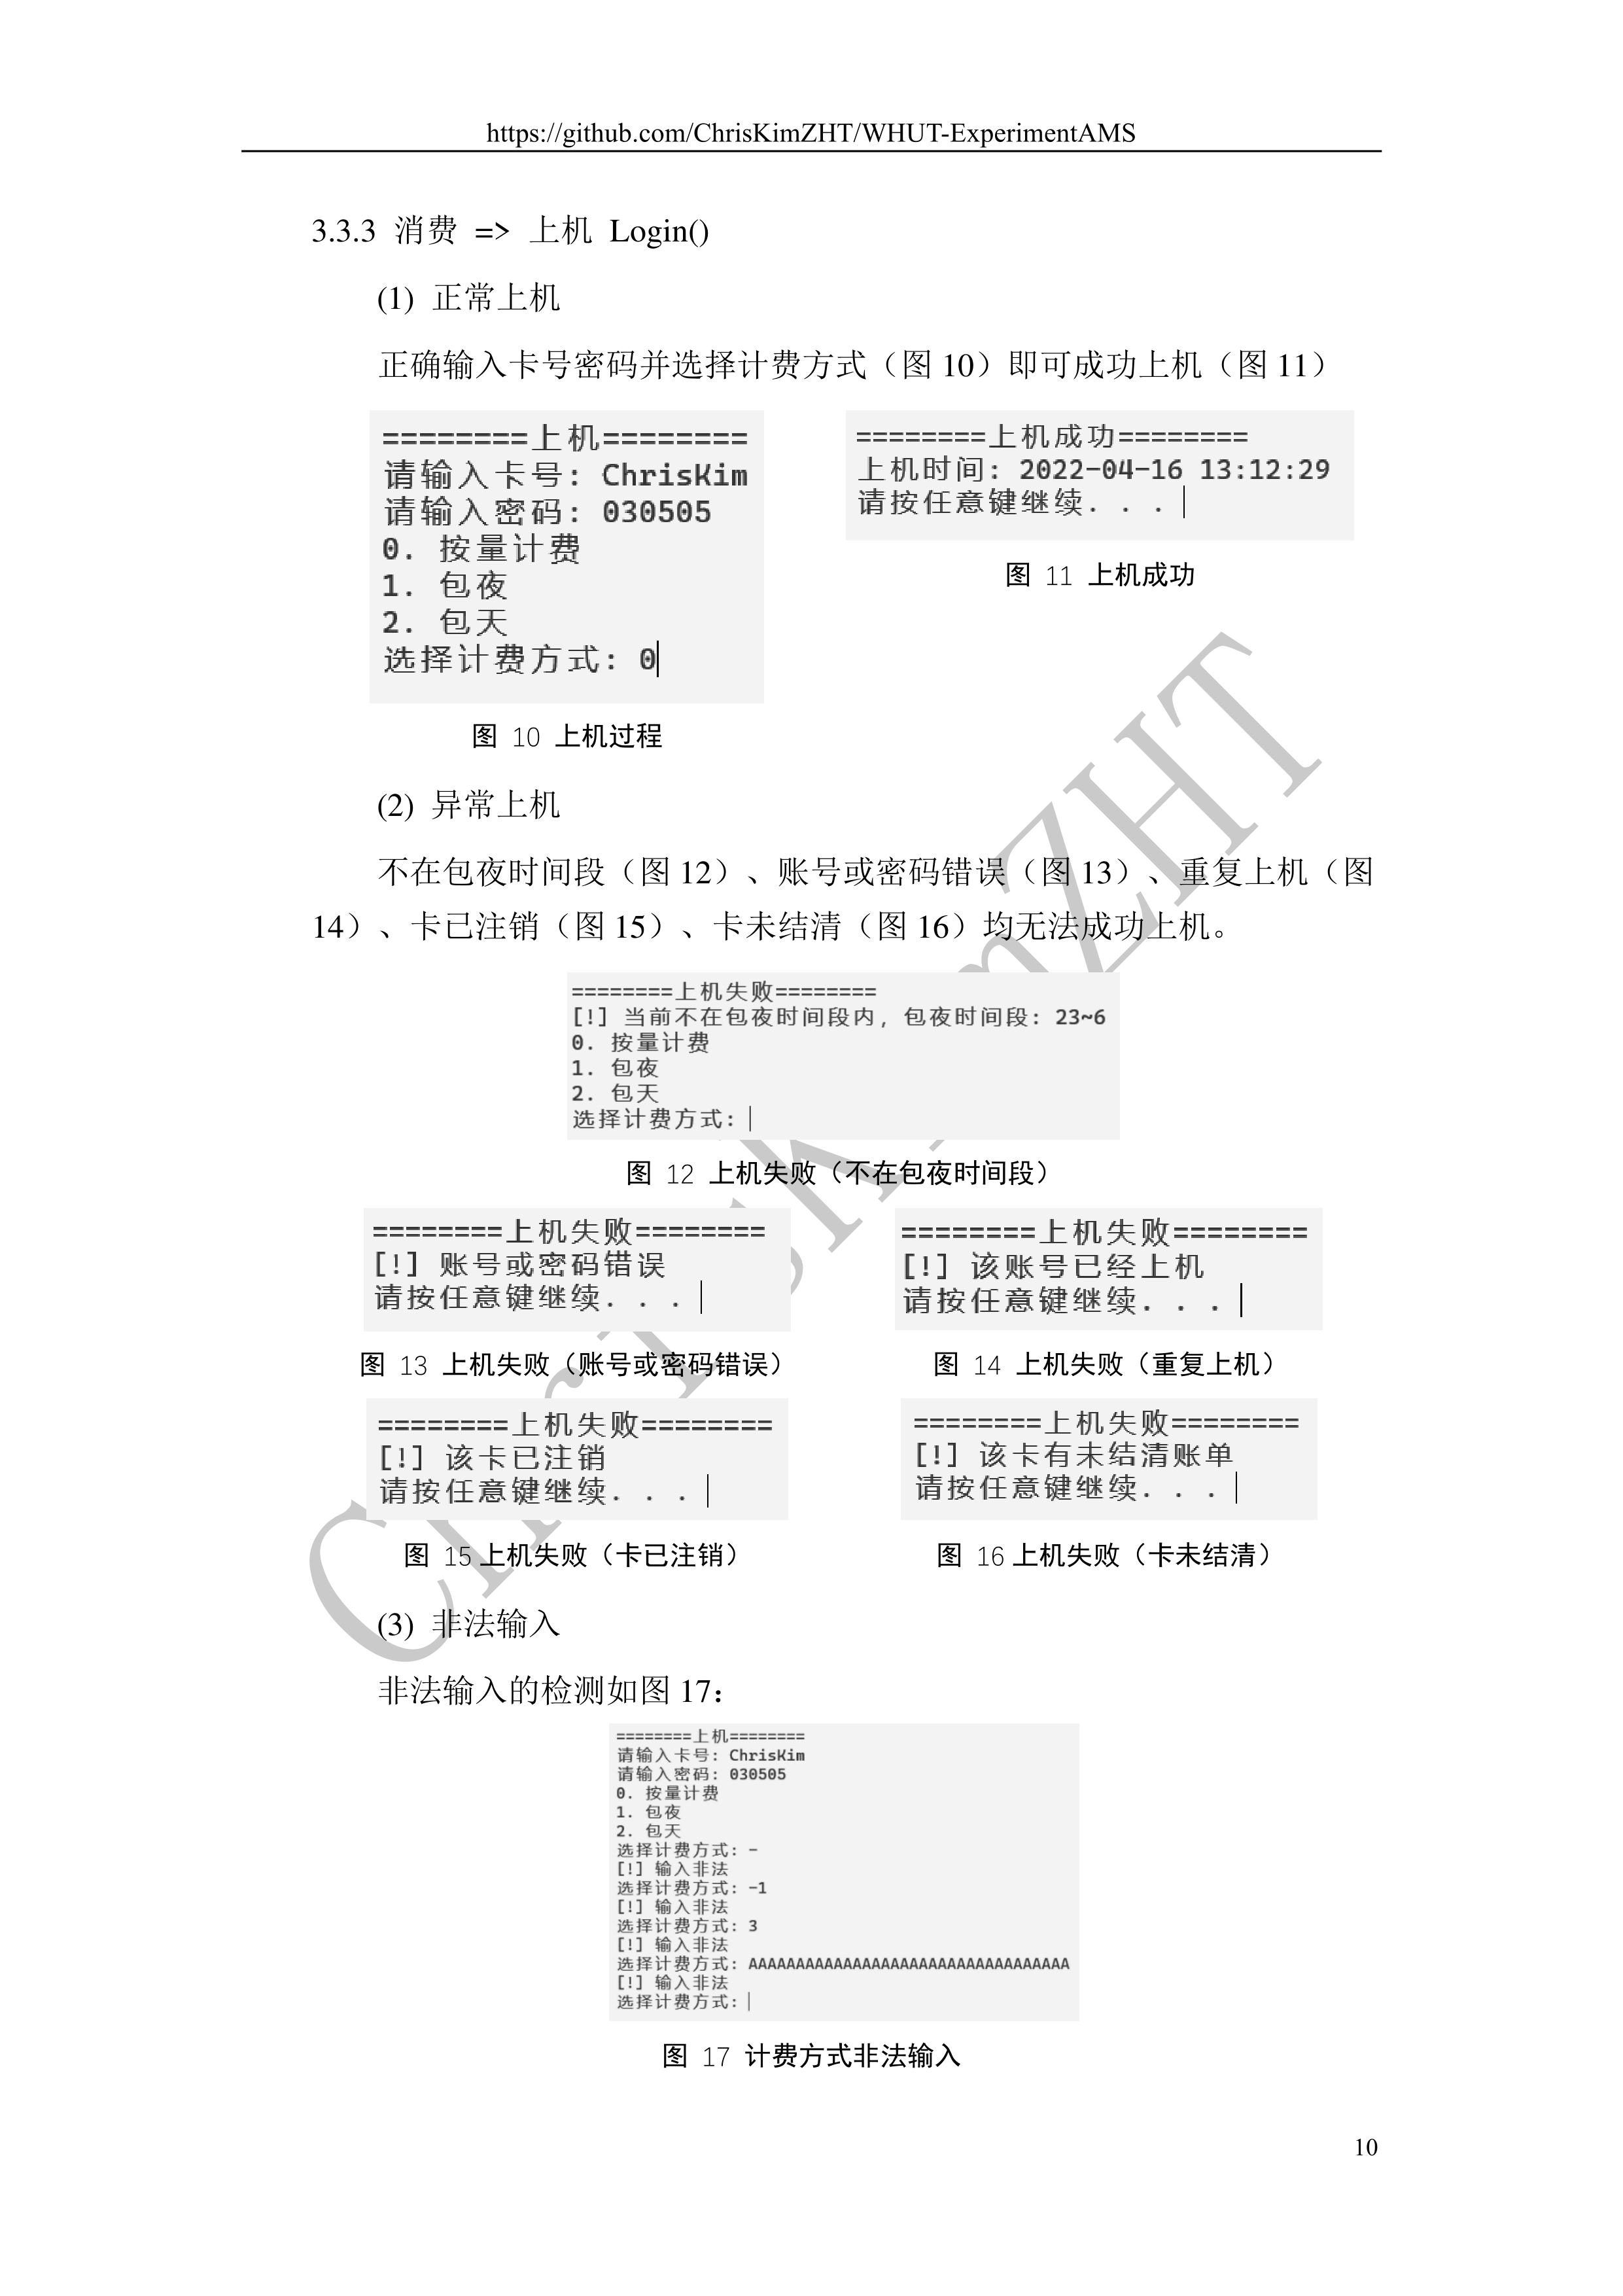 https://github.com/ChrisKimZHT/WHUT-ExperimentAMS
3.3.3 消费 => 上机 Login()
(1) 正常上机
正确输入卡号密码并选择计费方式（图 10）即可成功上机（图 11）
========上机========
请输入卡号: ChrisKim
请输入密码: 030505
0. 按量计费
1. 包夜
2. 包天
选择计费方式: 0
图 10 上机过程
========上机成功========
上机时间: 2022-04-16 13:12:29
请按任意键继续. . .
图 11 上机成功
(2) 异常上机
不在包夜时间段（图 12）、账号或密码错误（图 13）、重复上机（图
14）、卡已注销（图 15）、卡未结清（图 16）均无法成功上机。
========上机失败========
[!] 当前不在包夜时间段内, 包夜时间段: 23~6
0. 按量计费
1. 包夜
2. 包天
选择计费方式:
图 12 上机失败（不在包夜时间段）
========上机失败========
[!] 账号或密码错误
请按任意键继续. . .
图 13 上机失败（账号或密码错误）
========上机失败========
[!] 该账号已经上机
请按任意键继续. . .
图 14 上机失败（重复上机）
========上机失败========
[!] 该卡已注销
请按任意键继续. . .
图 15 上机失败（卡已注销）
========上机失败========
[!] 该卡有未结清账单
请按任意键继续. . .
图 16 上机失败（卡未结清）
(3) 非法输入
非法输入的检测如图 17：
========上机========
请输入卡号: ChrisKim
请输入密码: 030505
0. 按量计费
1. 包夜
2. 包天
选择计费方式: -
[!] 输入非法
选择计费方式: -1
[!] 输入非法
选择计费方式: 3
[!] 输入非法
选择计费方式: AAAAAAAAAAAAAAAAAAAAAAAAAAAAAAAAAA
[!] 输入非法
选择计费方式:
图 17 计费方式非法输入
10
ChrisKimZHT